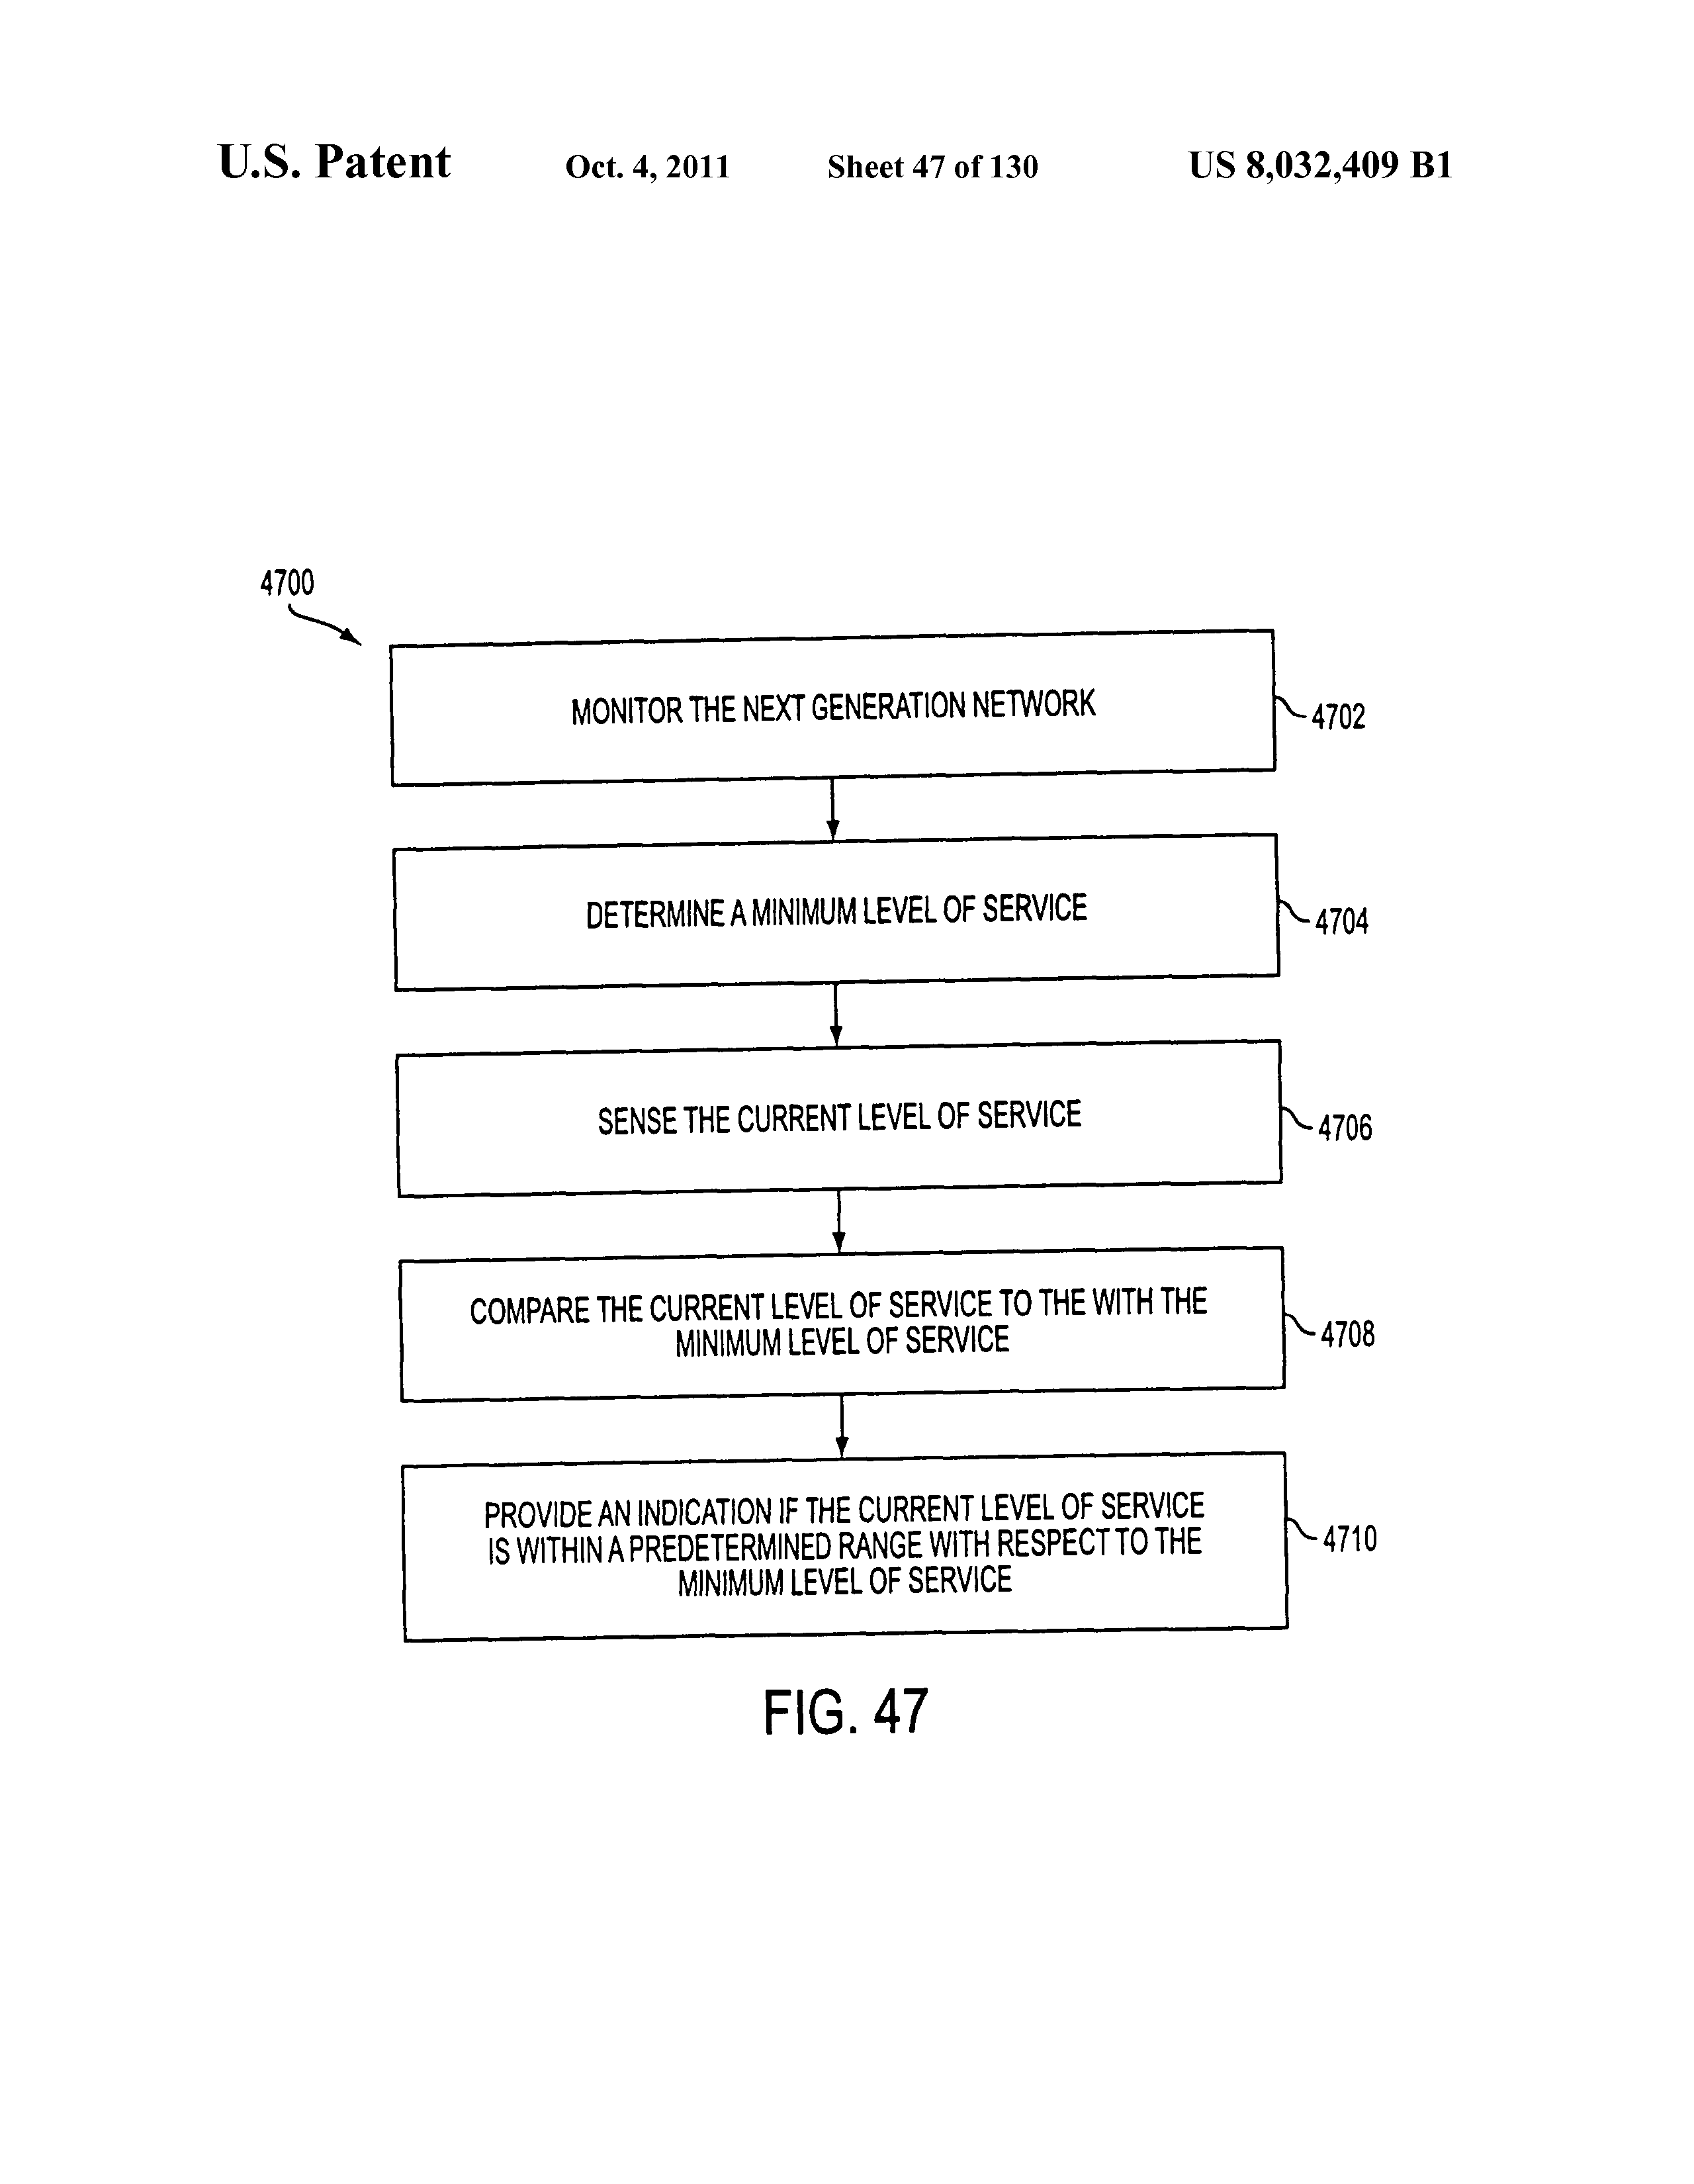 U.S. Patent Oct. 4, 2011 Sheet 47 of 130 US 8,032,409 B1
4700
MONITOR THE NEXT GENERATION NETWORK
4702
DETERMINE A MINIMUM LEVEL OF SERVICE
4704
SENSE THE CURRENT LEVEL OF SERVICE
4706
COMPARE THE CURRENT LEVEL OF SERVICE TO THE WITH THE
MINIMUM LEVEL OF SERVICE
4708
PROVIDE AN INDICATION IF THE CURRENT LEVEL OF SERVICE
IS WITHIN A PREDETERMINED RANGE WITH RESPECT TO THE
MINIMUM LEVEL OF SERVICE
4710
FIG. 47